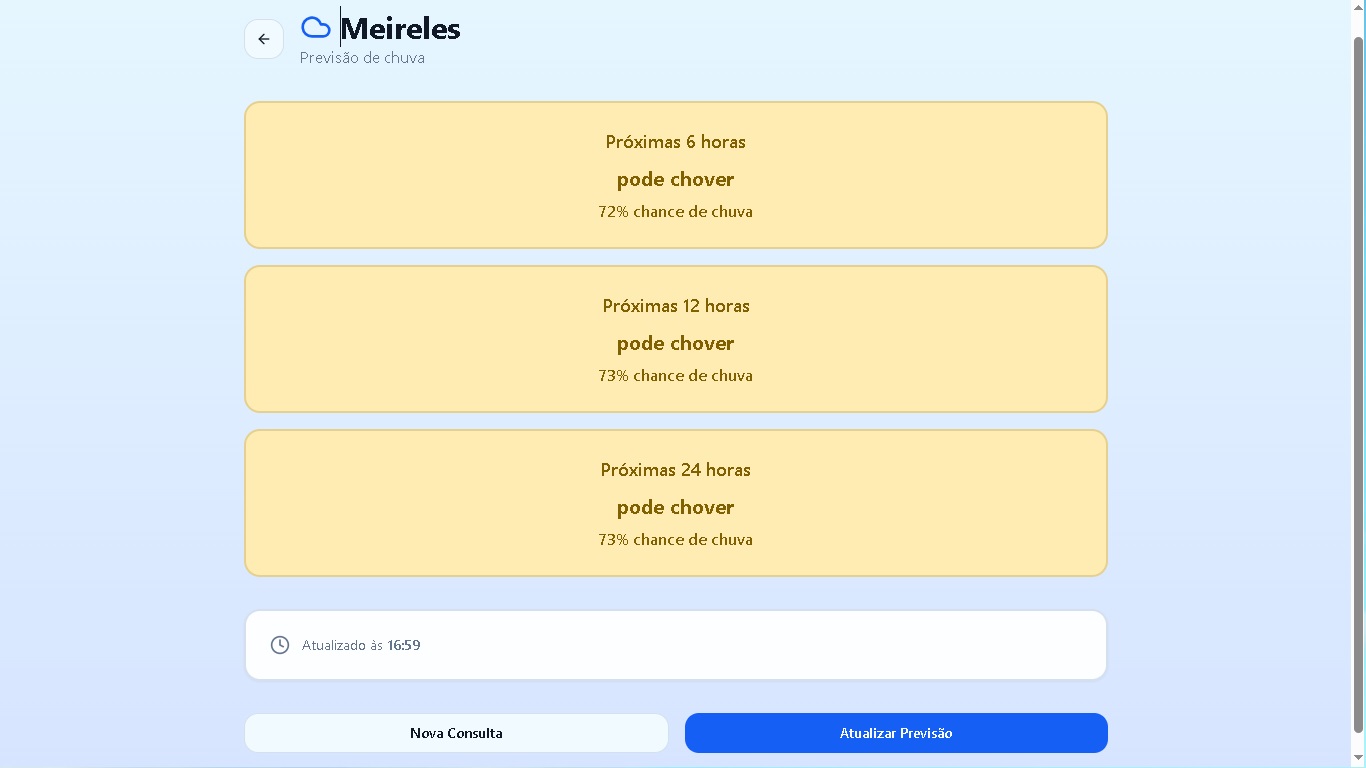 Meireles
Previsão de chuva
Próximas 6 horas
pode chover
72% chance de chuva
Próximas 12 horas
pode chover
73% chance de chuva
Próximas 24 horas
pode chover
73% chance de chuva
Atualizado às 16:59
Nova Consulta
Atualizar Previsão